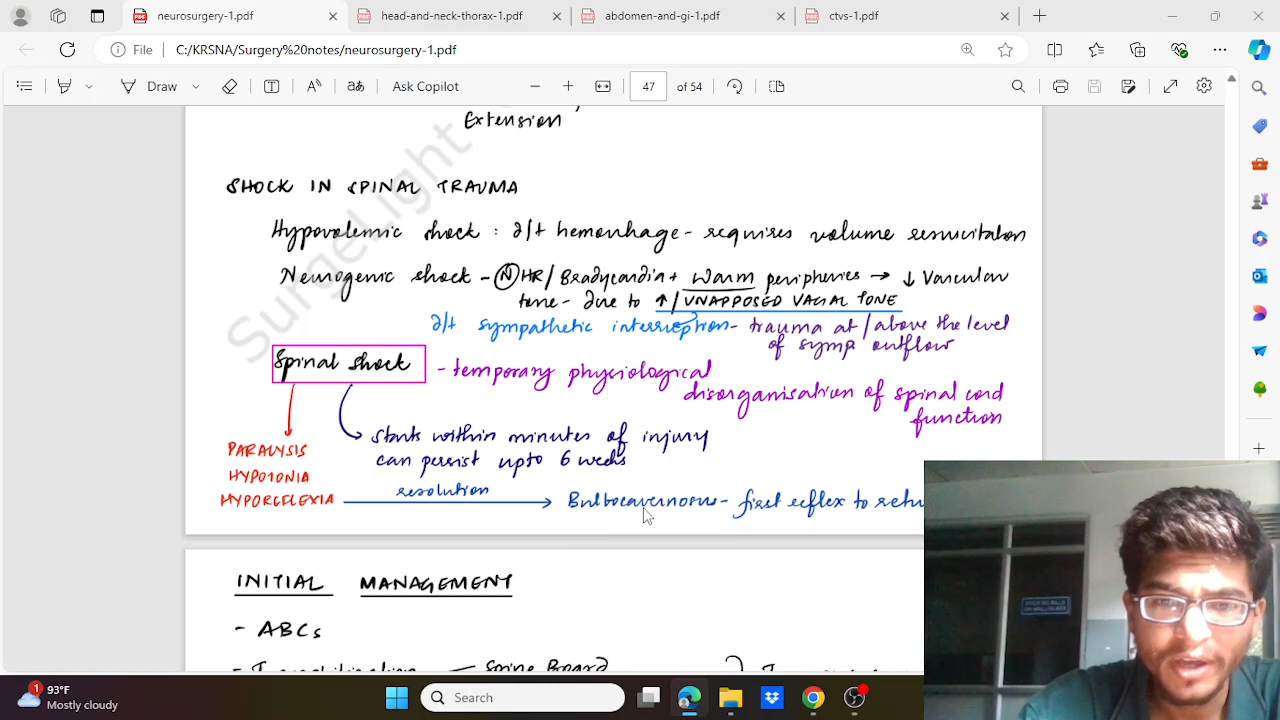 neurosurgery-1.pdf
head-and-neck-thorax-1.pdf
abdomen-and-gi-1.pdf
ctvs-1.pdf
File
C:/KRSNA/Surgery%20notes/neurosurgery-1.pdf
Draw
Ask Copilot
47 of 54
Extension
SurgeLight
SHOCK IN SPINAL TRAUMA
Hypovolemic shock : d/t hemorrhage - requires volume resuscitation
Neurogenic shock - (N) HR/ Bradycardia + Warm peripheries → ↓ Vascular
tone - due to ↑/ UNAPPOSED VAGAL TONE
d/t sympathetic interruption - trauma at/above the level
of symp outflow
Spinal shock - temporary physiological
disorganisation of spinal cord
function
starts within minutes of injury
can persist upto 6 weeks
PARALYSIS
HYPOTONIA
HYPOREFLEXIA
resolution
Bulbocavernosus - first reflex to retu
INITIAL MANAGEMENT
- ABCs
Spine Board
1
93°F
Mostly cloudy
Search